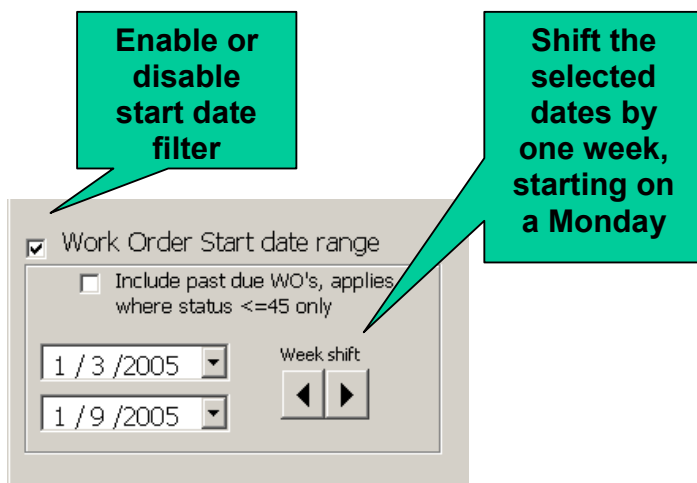 Enable or
disable
start date
filter
Shift the
selected
dates by
one week,
starting on
a Monday
Work Order Start date range
Include past due WO's, applies
where status <=45 only
1 / 3 /2005
Week shift
1 / 9 /2005